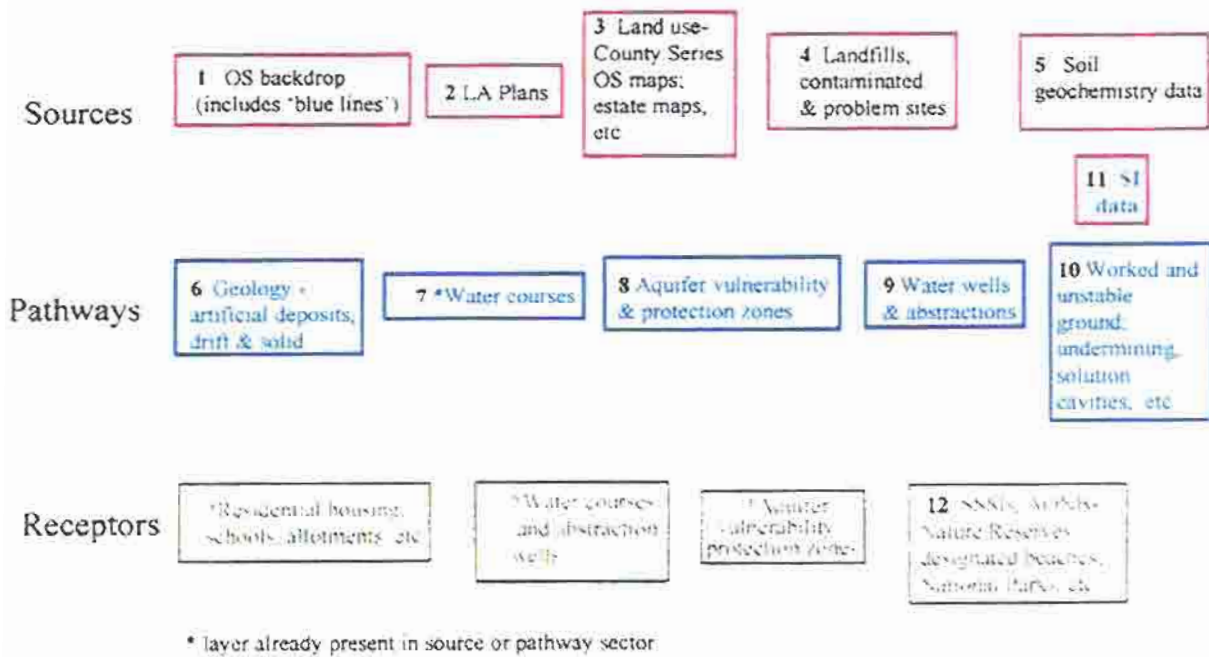 Sources
1 OS backdrop
(includes 'blue lines')
2 LA Plans
3 Land use-
County Series
OS maps;
estate maps,
etc
4 Landfills,
contaminated
& problem sites
5 Soil
geochemistry data
11 SI
data
Pathways
6 Geology -
artificial deposits,
drift & solid
7 *Water courses
8 Aquifer vulnerability
& protection zones
9 Water wells
& abstractions
10 Worked and
unstable
ground,
undermining,
solution
cavities, etc
Receptors
*Residential housing,
schools, allotments etc
*Water courses
and abstraction
wells
* Aquifer
vulnerability
protection zones
12 SSSIs,
Nature Reserves
designated beaches,
National Parks, etc
* layer already present in source or pathway sector